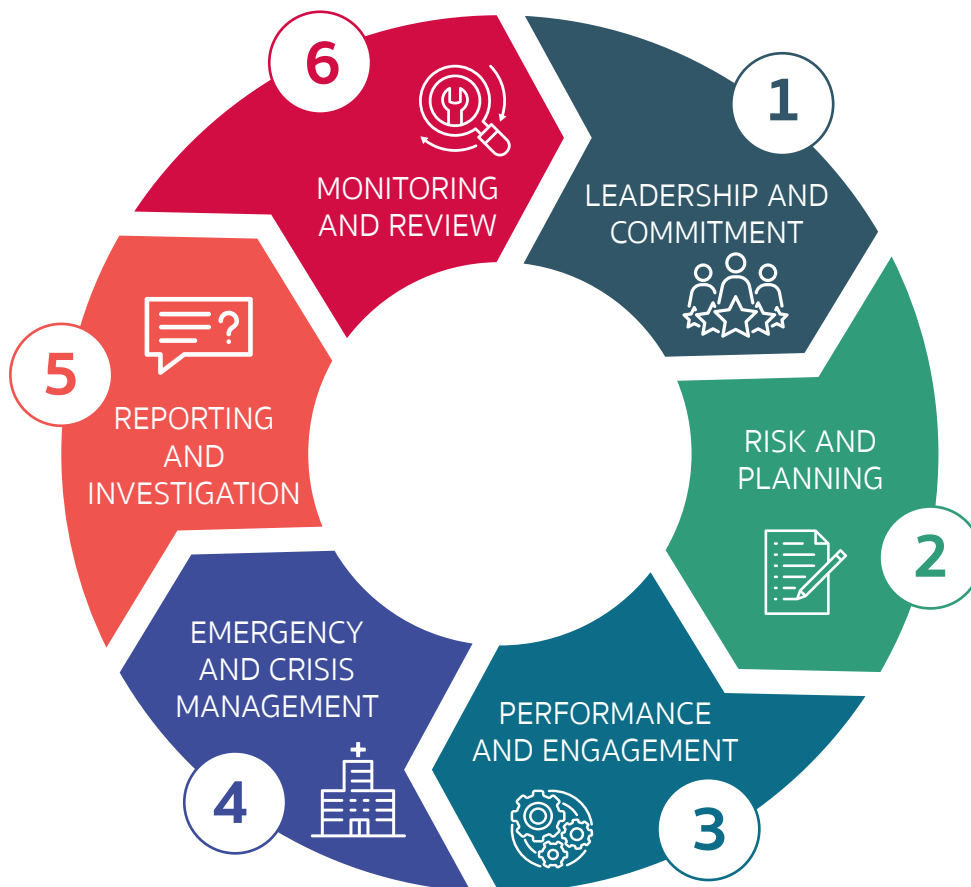 1
LEADERSHIP AND
COMMITMENT
2
RISK AND
PLANNING
3
PERFORMANCE
AND ENGAGEMENT
4
EMERGENCY
AND CRISIS
MANAGEMENT
5
?
REPORTING
AND
INVESTIGATION
6
MONITORING
AND REVIEW